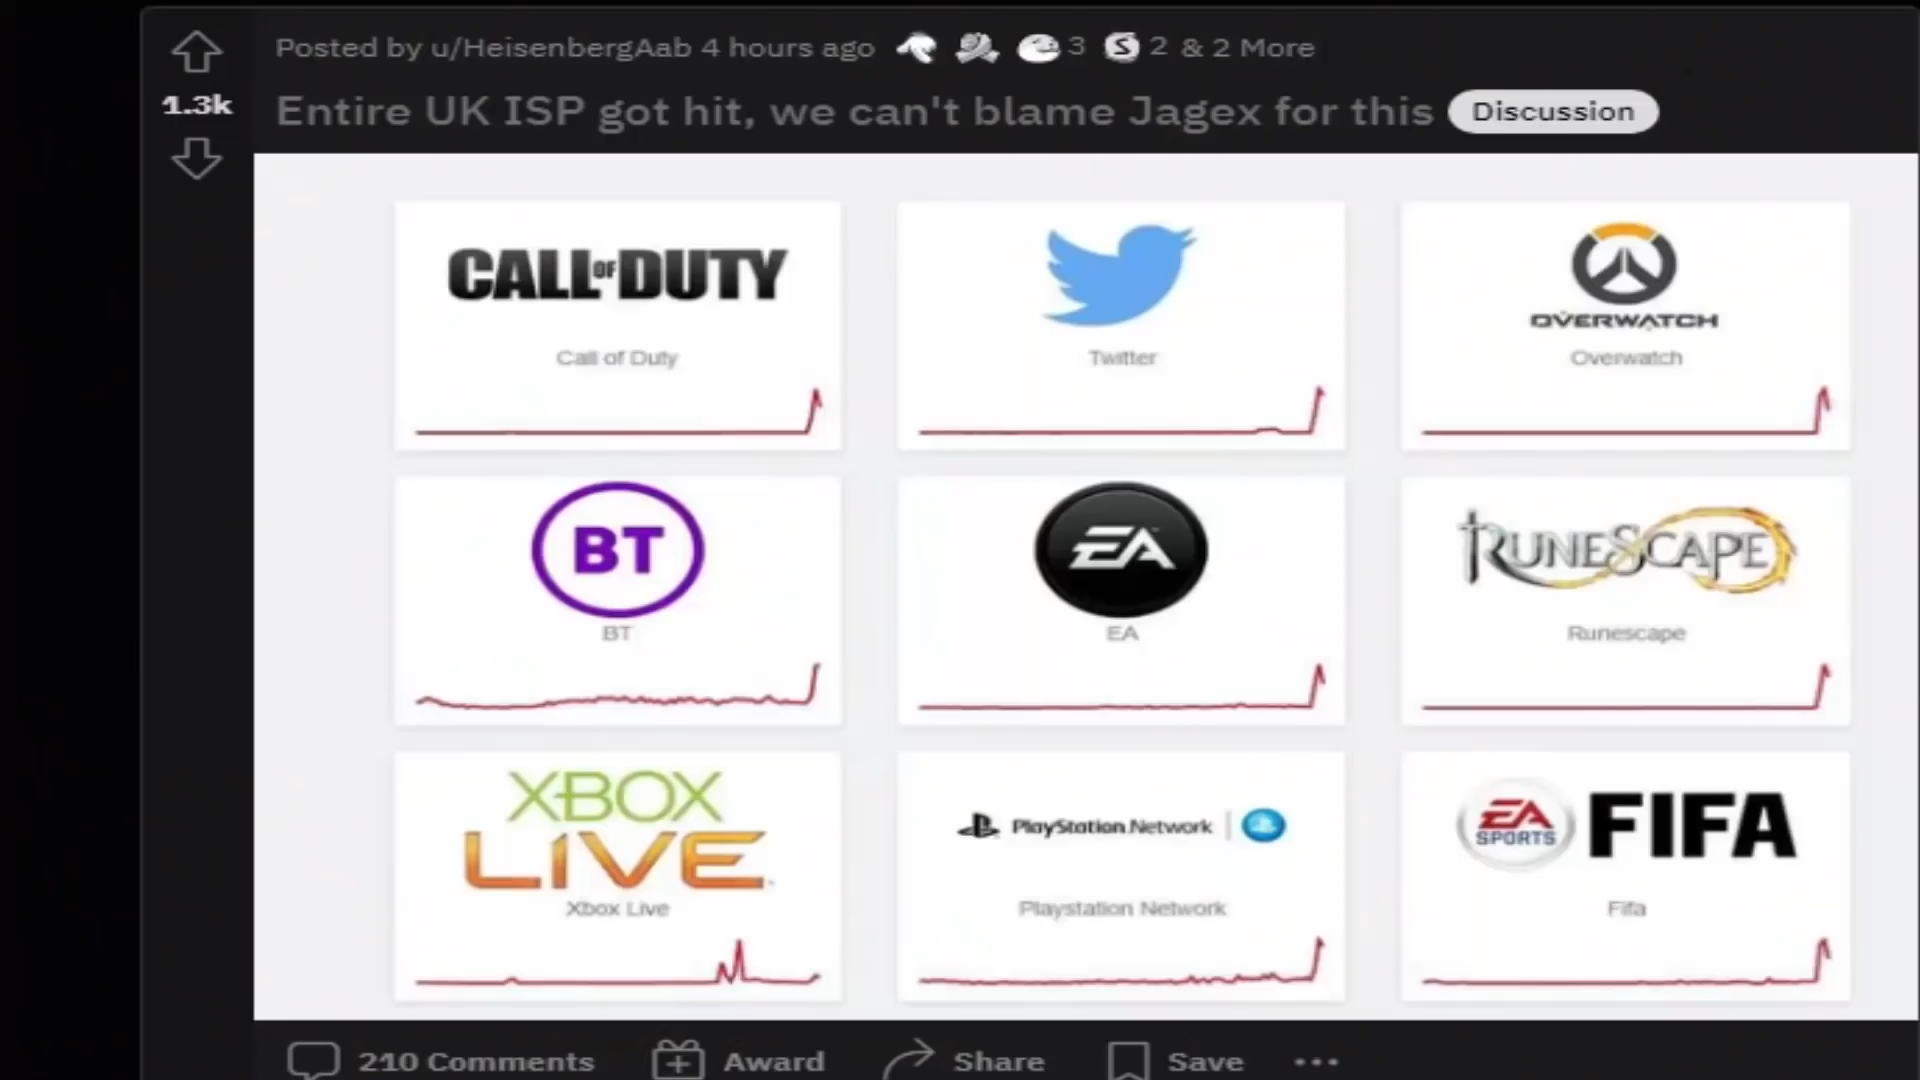 Posted by u/HeisenbergAab 4 hours ago 3 S 2 & 2 More
1.3k
Entire UK ISP got hit, we can't blame Jagex for this Discussion
CALL OF DUTY
Call of Duty
Twitter
OVERWATCH
Overwatch
BT
BT
EA
EA
RUNESCAPE
Runescape
XBOX
LIVE
Xbox Live
PlayStation Network
Playstation Network
EA
SPORTS
FIFA
Fifa
210 Comments Award Share Save ...